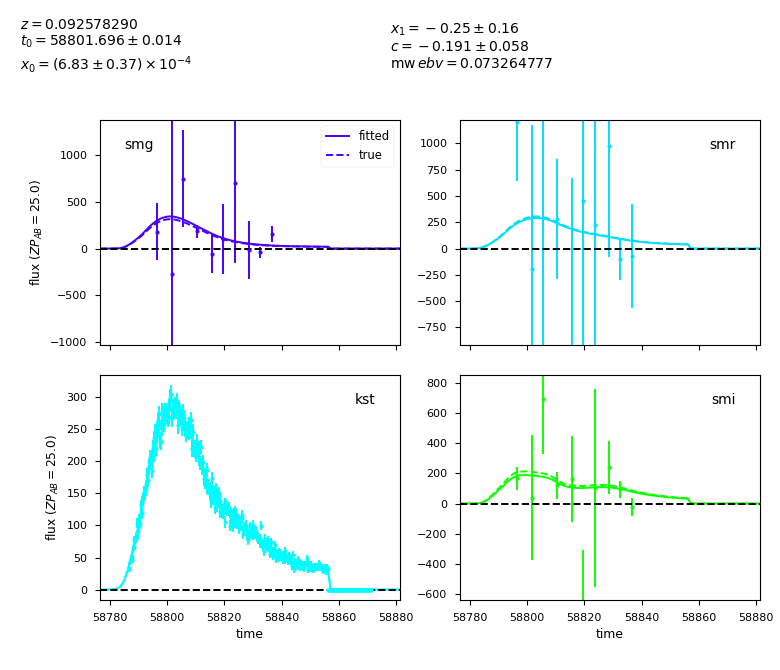 z = 0.092578290
t₀ = 58801.696 ± 0.014
x₀ = (6.83 ± 0.37) × 10⁻⁴
x₁ = −0.25 ± 0.16
c = −0.191 ± 0.058
mw ebv = 0.073264777
smg
fitted
true
1000
500
0
−500
−1000
flux (ZP_AB = 25.0)
smr
1000
750
500
250
0
−250
−500
−750
kst
300
250
200
150
100
50
0
flux (ZP_AB = 25.0)
58780 58800 58820 58840 58860 58880
time
smi
800
600
400
200
0
−200
−400
−600
58780 58800 58820 58840 58860 58880
time